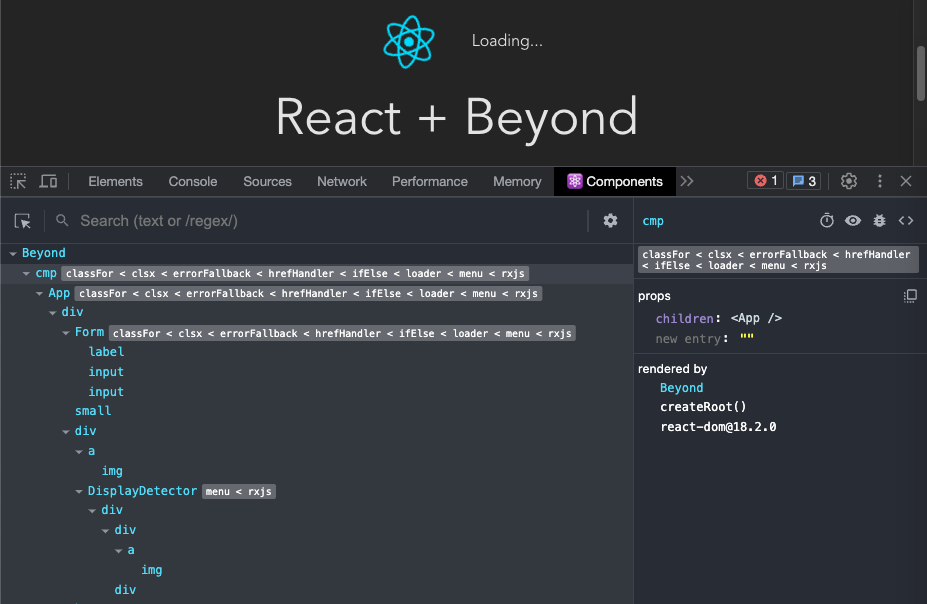 Loading...
React + Beyond
Elements Console Sources Network Performance Memory Components 1 3
Search (text or /regex/)
cmp
Beyond
cmp classFor < clsx < errorFallback < hrefHandler < ifElse < loader < menu < rxjs
App classFor < clsx < errorFallback < hrefHandler < ifElse < loader < menu < rxjs
div
Form classFor < clsx < errorFallback < hrefHandler < ifElse < loader < menu < rxjs
label
input
input
small
div
a
img
DisplayDetector menu < rxjs
div
div
a
img
div
classFor < clsx < errorFallback < hrefHandler
< ifElse < loader < menu < rxjs
props
children: <App />
new entry: ""
rendered by
Beyond
createRoot()
react-dom@18.2.0